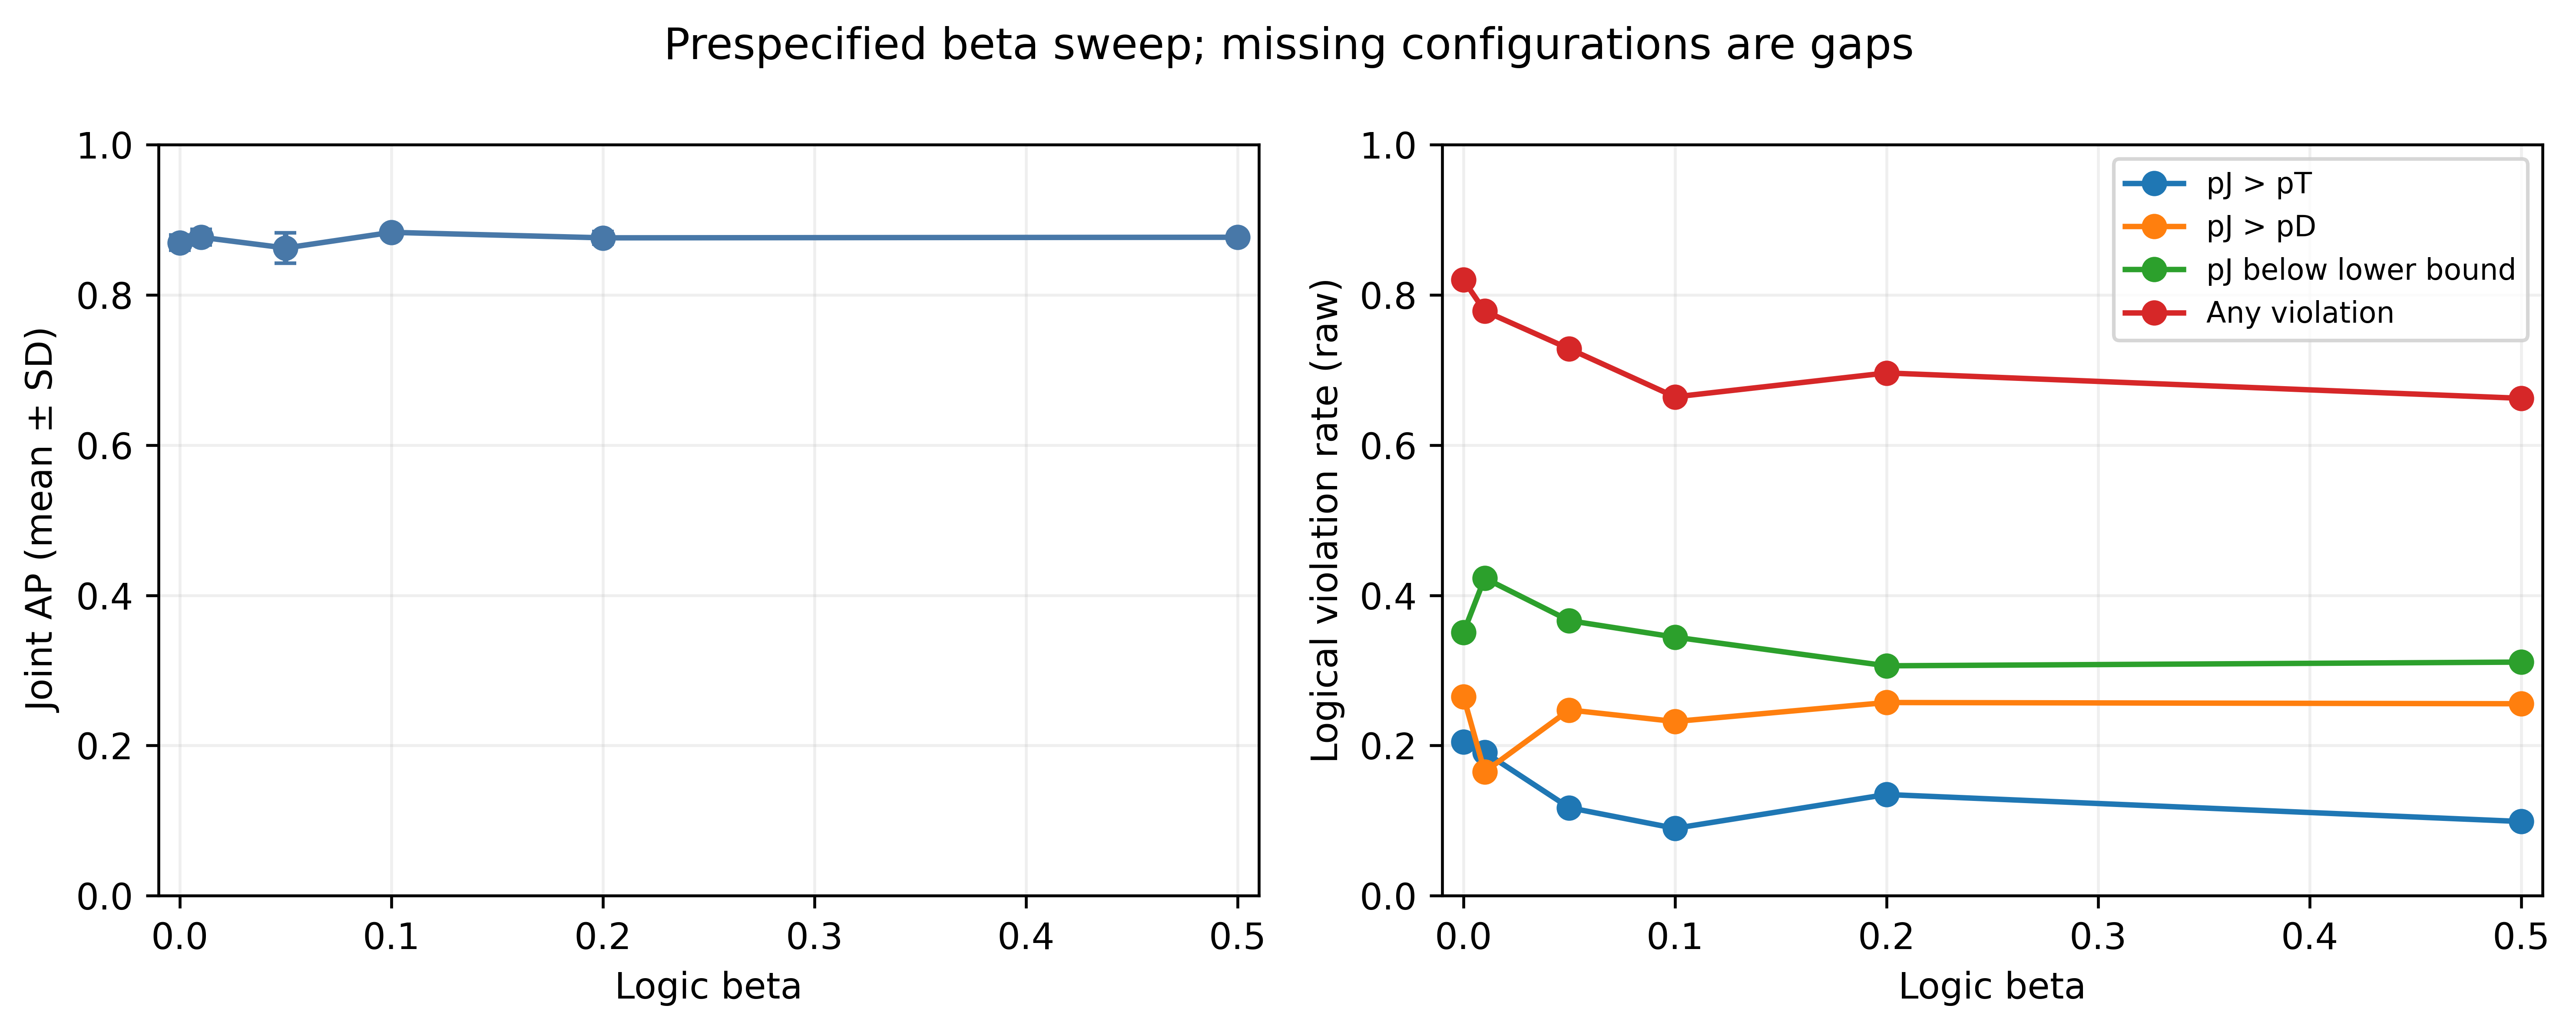 Prespecified beta sweep; missing configurations are gaps
Joint AP (mean ± SD)
1.0
0.8
0.6
0.4
0.2
0.0
0.0 0.1 0.2 0.3 0.4 0.5
Logic beta
Logical violation rate (raw)
1.0
0.8
0.6
0.4
0.2
0.0
pJ > pT
pJ > pD
pJ below lower bound
Any violation
0.0 0.1 0.2 0.3 0.4 0.5
Logic beta